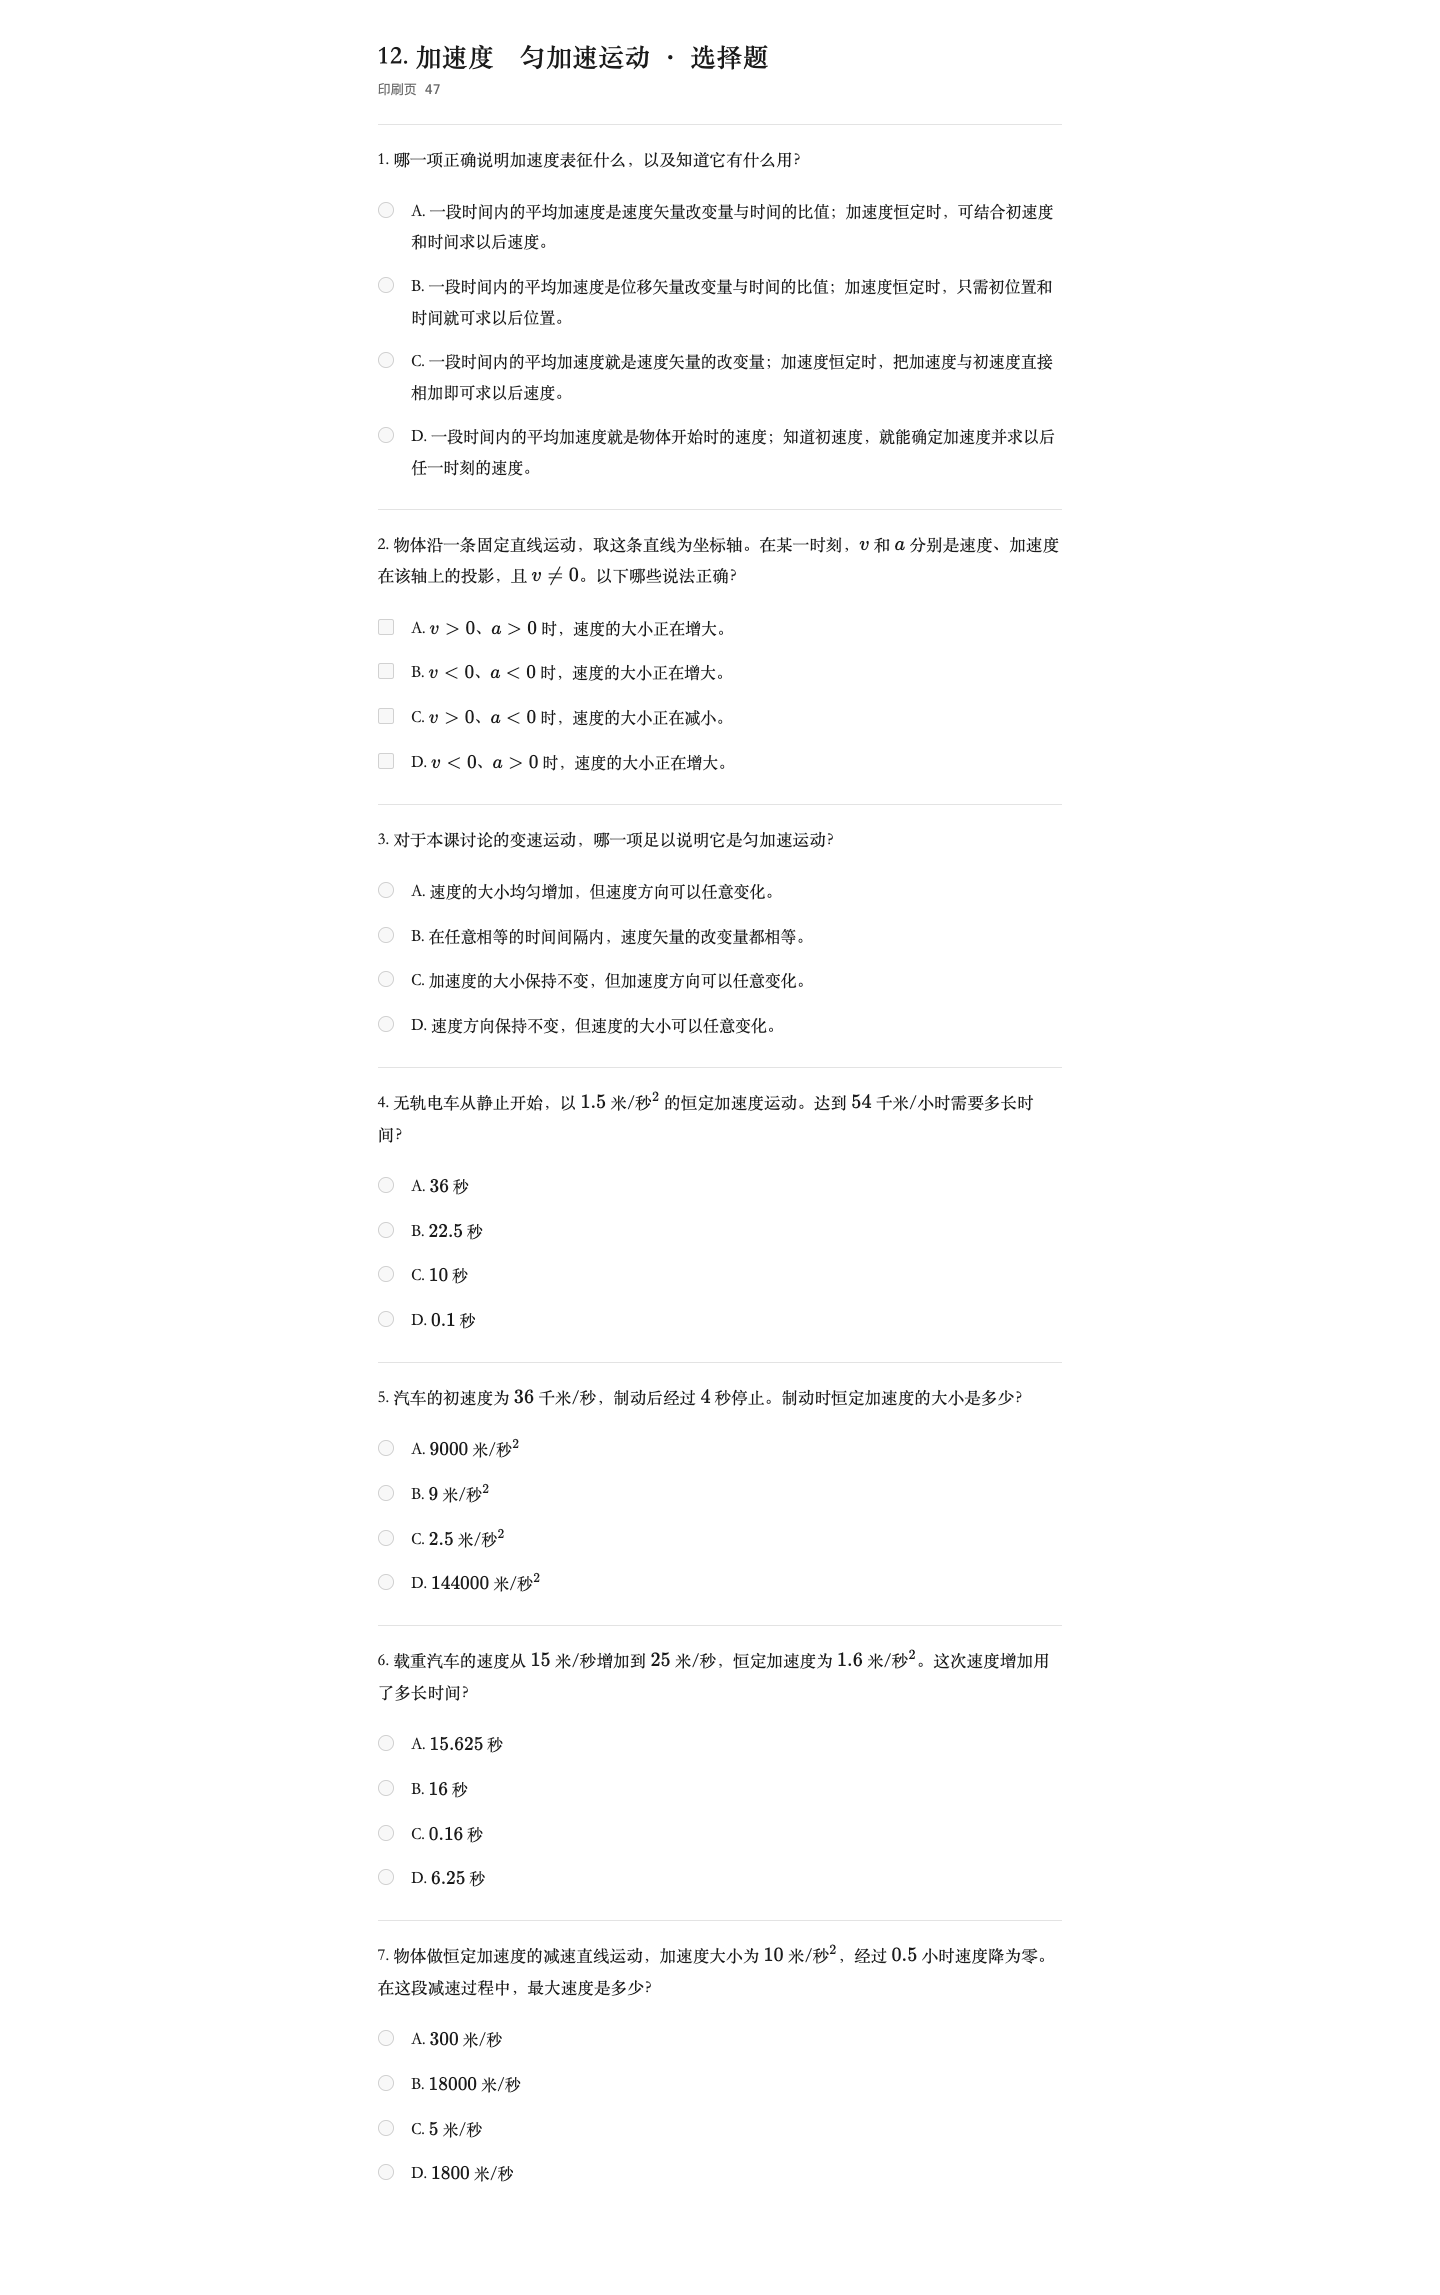 12. 加速度　匀加速运动 · 选择题
印刷页 47
1. 哪一项正确说明加速度表征什么，以及知道它有什么用？
A. 一段时间内的平均加速度是速度矢量改变量与时间的比值；加速度恒定时，可结合初速度
和时间求以后速度。
B. 一段时间内的平均加速度是位移矢量改变量与时间的比值；加速度恒定时，只需初位置和
时间就可求以后位置。
C. 一段时间内的平均加速度就是速度矢量的改变量；加速度恒定时，把加速度与初速度直接
相加即可求以后速度。
D. 一段时间内的平均加速度就是物体开始时的速度；知道初速度，就能确定加速度并求以后
任一时刻的速度。
2. 物体沿一条固定直线运动，取这条直线为坐标轴。在某一时刻，v 和 a 分别是速度、加速度
在该轴上的投影，且 v ≠ 0。以下哪些说法正确？
A. v > 0、a > 0 时，速度的大小正在增大。
B. v < 0、a < 0 时，速度的大小正在增大。
C. v > 0、a < 0 时，速度的大小正在减小。
D. v < 0、a > 0 时，速度的大小正在增大。
3. 对于本课讨论的变速运动，哪一项足以说明它是匀加速运动？
A. 速度的大小均匀增加，但速度方向可以任意变化。
B. 在任意相等的时间间隔内，速度矢量的改变量都相等。
C. 加速度的大小保持不变，但加速度方向可以任意变化。
D. 速度方向保持不变，但速度的大小可以任意变化。
4. 无轨电车从静止开始，以 1.5 米/秒² 的恒定加速度运动。达到 54 千米/小时需要多长时
间？
A. 36 秒
B. 22.5 秒
C. 10 秒
D. 0.1 秒
5. 汽车的初速度为 36 千米/秒，制动后经过 4 秒停止。制动时恒定加速度的大小是多少？
A. 9000 米/秒²
B. 9 米/秒²
C. 2.5 米/秒²
D. 144000 米/秒²
6. 载重汽车的速度从 15 米/秒增加到 25 米/秒，恒定加速度为 1.6 米/秒²。这次速度增加用
了多长时间？
A. 15.625 秒
B. 16 秒
C. 0.16 秒
D. 6.25 秒
7. 物体做恒定加速度的减速直线运动，加速度大小为 10 米/秒²，经过 0.5 小时速度降为零。
在这段减速过程中，最大速度是多少？
A. 300 米/秒
B. 18000 米/秒
C. 5 米/秒
D. 1800 米/秒